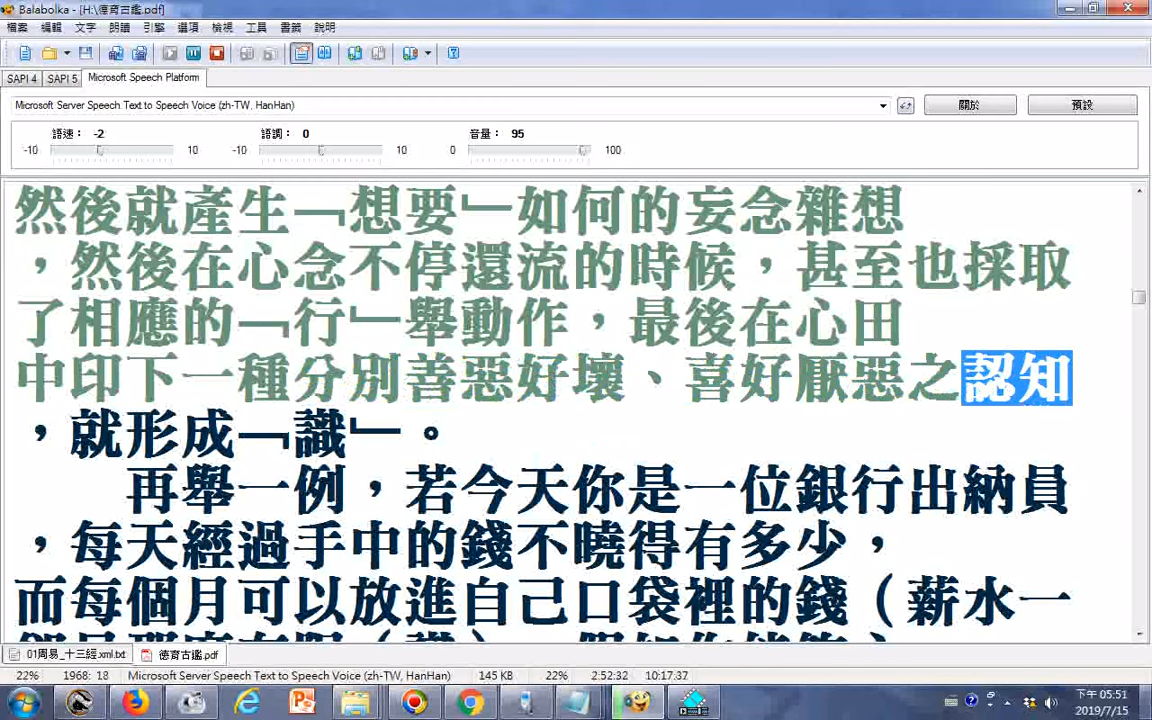 Balabolka - [H:\德育古鑑.pdf]
檔案 編輯 文字 朗讀 引擎 選項 檢視 工具 書籤 說明
SAPI 4 SAPI 5 Microsoft Speech Platform
Microsoft Server Speech Text to Speech Voice (zh-TW, HanHan) 關於 預設
語速： -2 語調： 0 音量： 95
-10 10 -10 10 0 100
然後就產生﹁想要﹂如何的妄念雜想
，然後在心念不停還流的時候，甚至也採取
了相應的﹁行﹂舉動作，最後在心田
中印下一種分別善惡好壞、喜好厭惡之認知
，就形成﹁識﹂。
再舉一例，若今天你是一位銀行出納員
，每天經過手中的錢不曉得有多少，
而每個月可以放進自己口袋裡的錢（薪水一
01周易_十三經.xml.txt 德育古鑑.pdf
22% 1968: 18 Microsoft Server Speech Text to Speech Voice (zh-TW, HanHan) 145 KB 22% 2:52:32 10:17:37
下午 05:51
2019/7/15